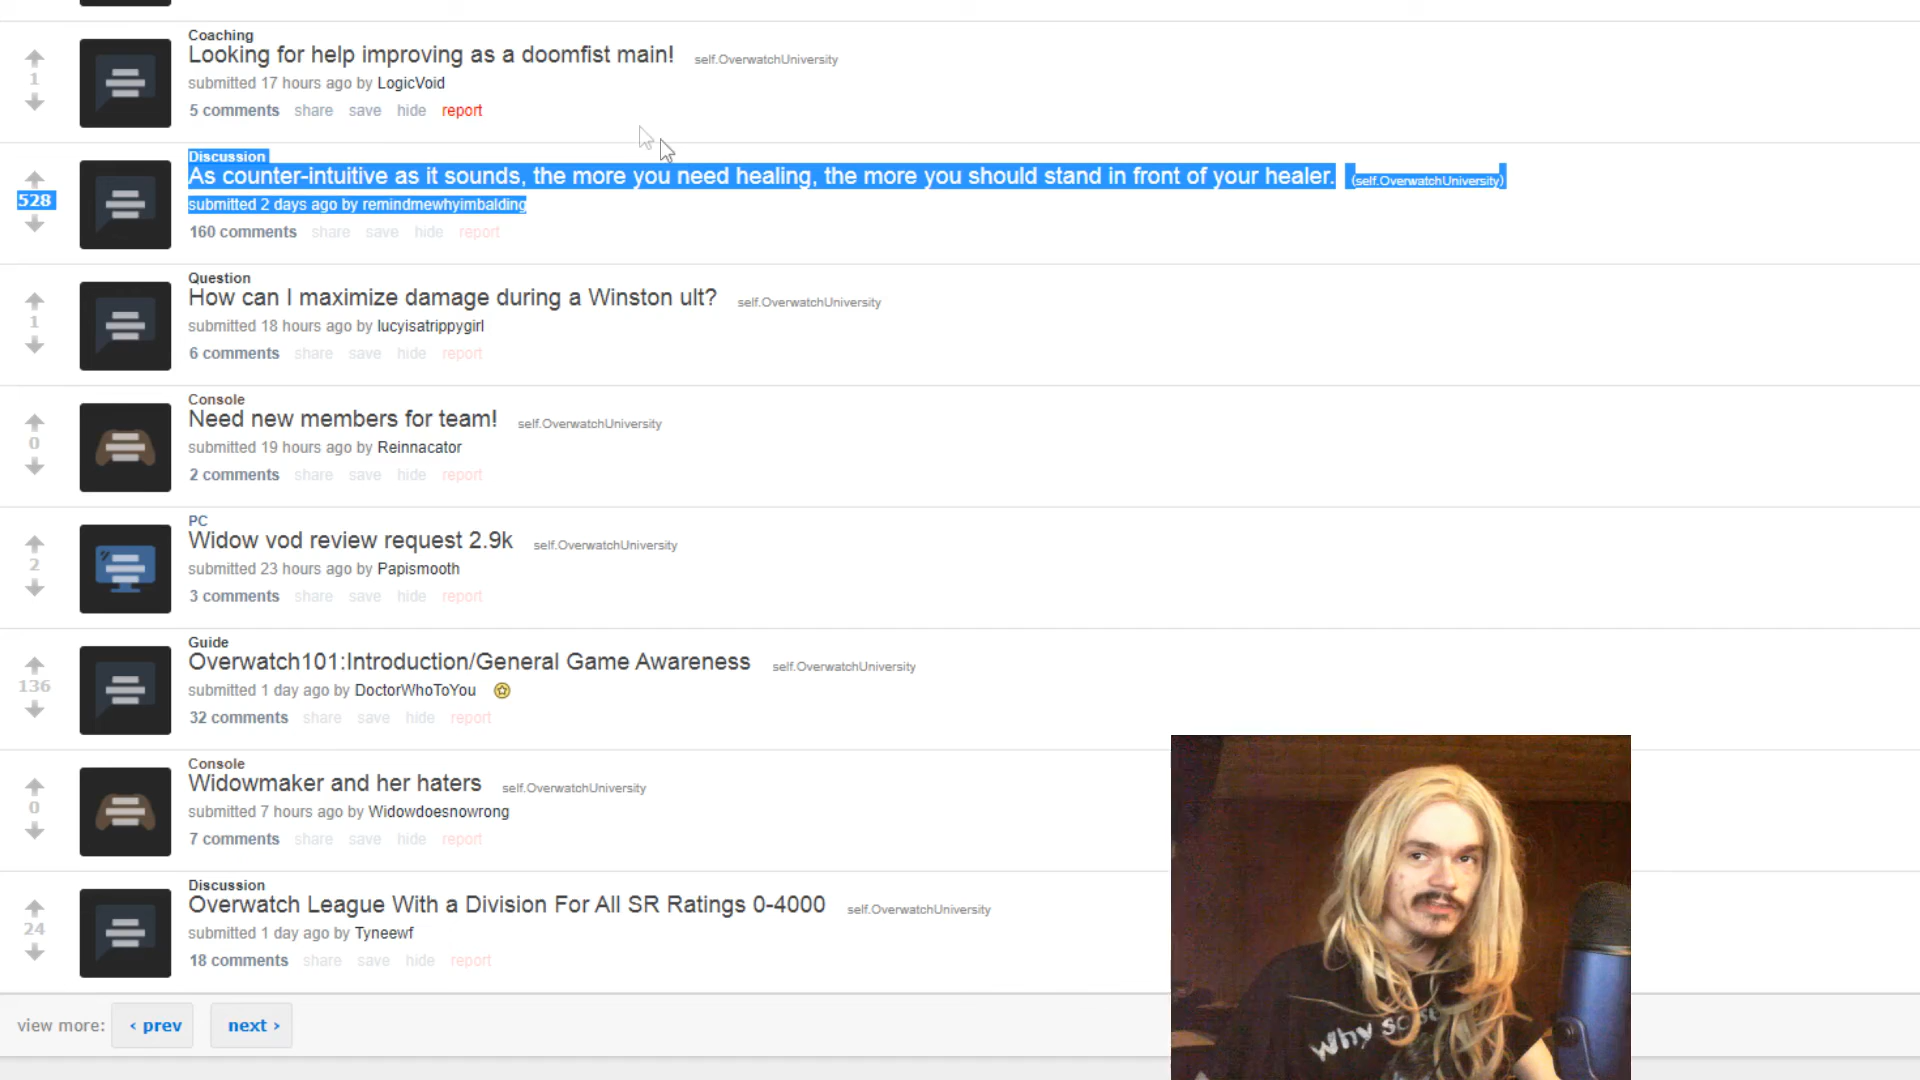 Coaching
Looking for help improving as a doomfist main! self.OverwatchUniversity
1
submitted 17 hours ago by LogicVoid
5 comments share save hide report
Discussion
As counter-intuitive as it sounds, the more you need healing, the more you should stand in front of your healer. (self.OverwatchUniversity)
528
submitted 2 days ago by remindmewhyimbalding
160 comments share save hide report
Question
How can I maximize damage during a Winston ult? self.OverwatchUniversity
1
submitted 18 hours ago by lucyisatrippygirl
6 comments share save hide report
Console
Need new members for team! self.OverwatchUniversity
0
submitted 19 hours ago by Reinnacator
2 comments share save hide report
PC
Widow vod review request 2.9k self.OverwatchUniversity
2
submitted 23 hours ago by Papismooth
3 comments share save hide report
Guide
Overwatch101:Introduction/General Game Awareness self.OverwatchUniversity
136
submitted 1 day ago by DoctorWhoToYou
32 comments share save hide report
Console
Widowmaker and her haters self.OverwatchUniversity
0
submitted 7 hours ago by Widowdoesnowrong
7 comments share save hide report
Discussion
Overwatch League With a Division For All SR Ratings 0-4000 self.OverwatchUniversity
24
submitted 1 day ago by Tyneewf
18 comments share save hide report
view more: ‹ prev next ›
Why so